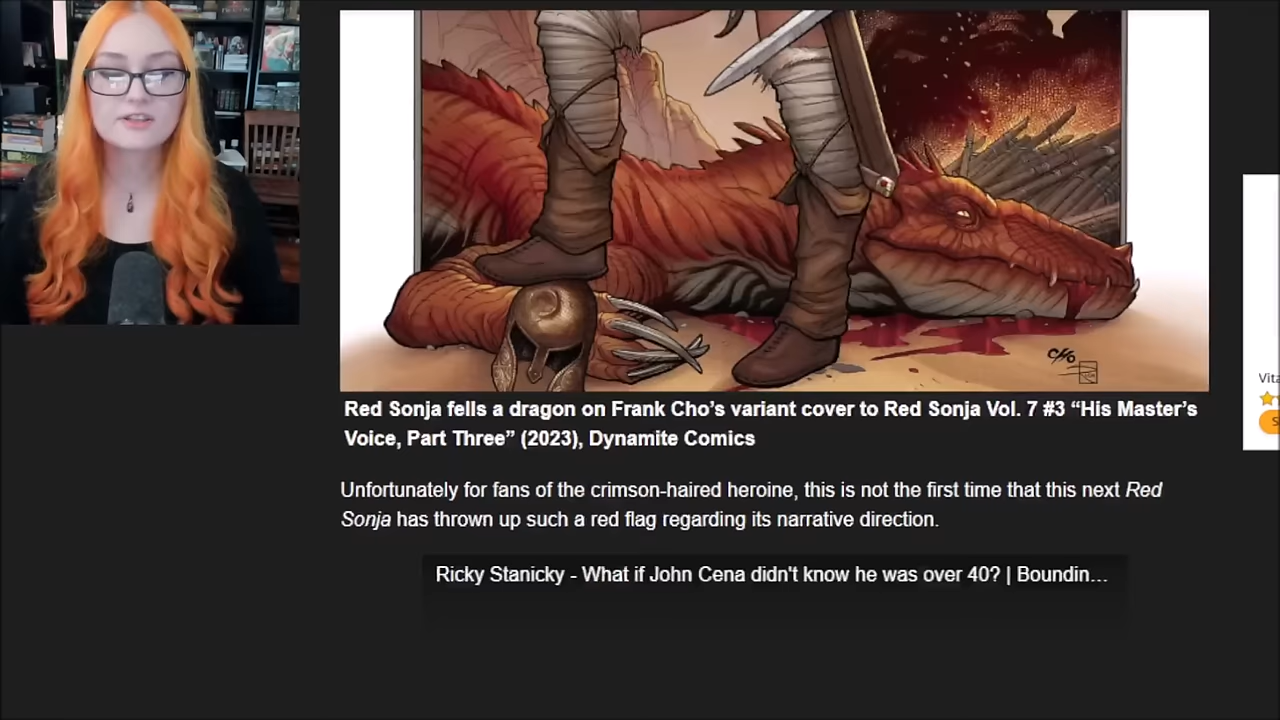 CHO
Red Sonja fells a dragon on Frank Cho’s variant cover to Red Sonja Vol. 7 #3 “His Master’s
Voice, Part Three” (2023), Dynamite Comics
Unfortunately for fans of the crimson-haired heroine, this is not the first time that this next Red
Sonja has thrown up such a red flag regarding its narrative direction.
Ricky Stanicky - What if John Cena didn't know he was over 40? | Boundin…
Vita
S